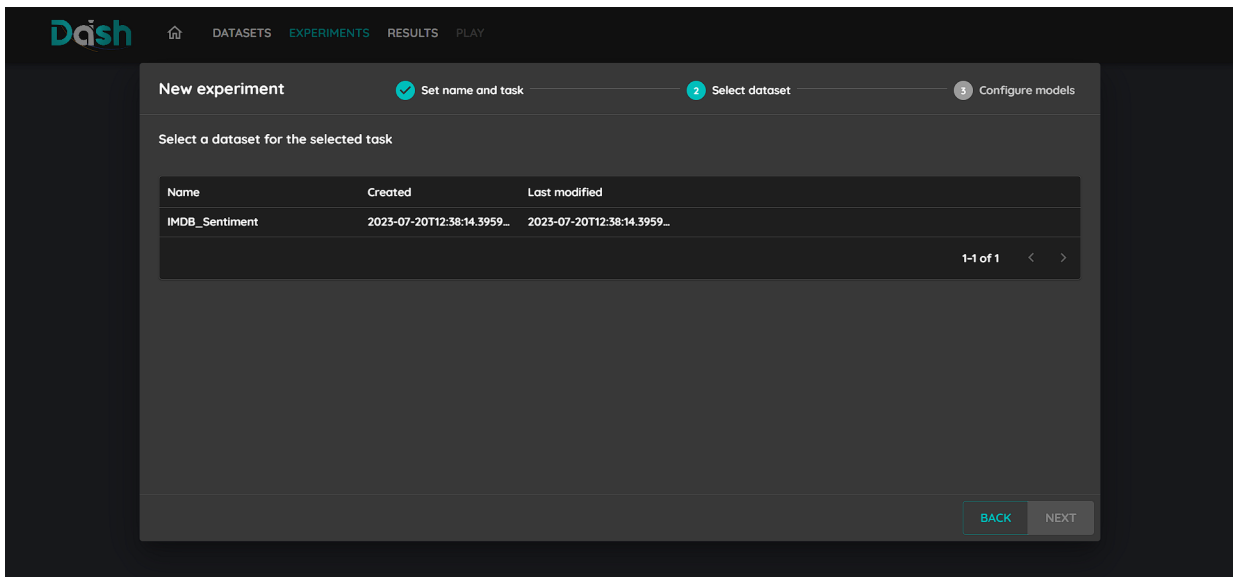 Dash DATASETS EXPERIMENTS RESULTS PLAY
New experiment Set name and task 2 Select dataset 3 Configure models
Select a dataset for the selected task
Name Created Last modified
IMDB_Sentiment 2023-07-20T12:38:14.3959... 2023-07-20T12:38:14.3959...
1-1 of 1
BACK NEXT